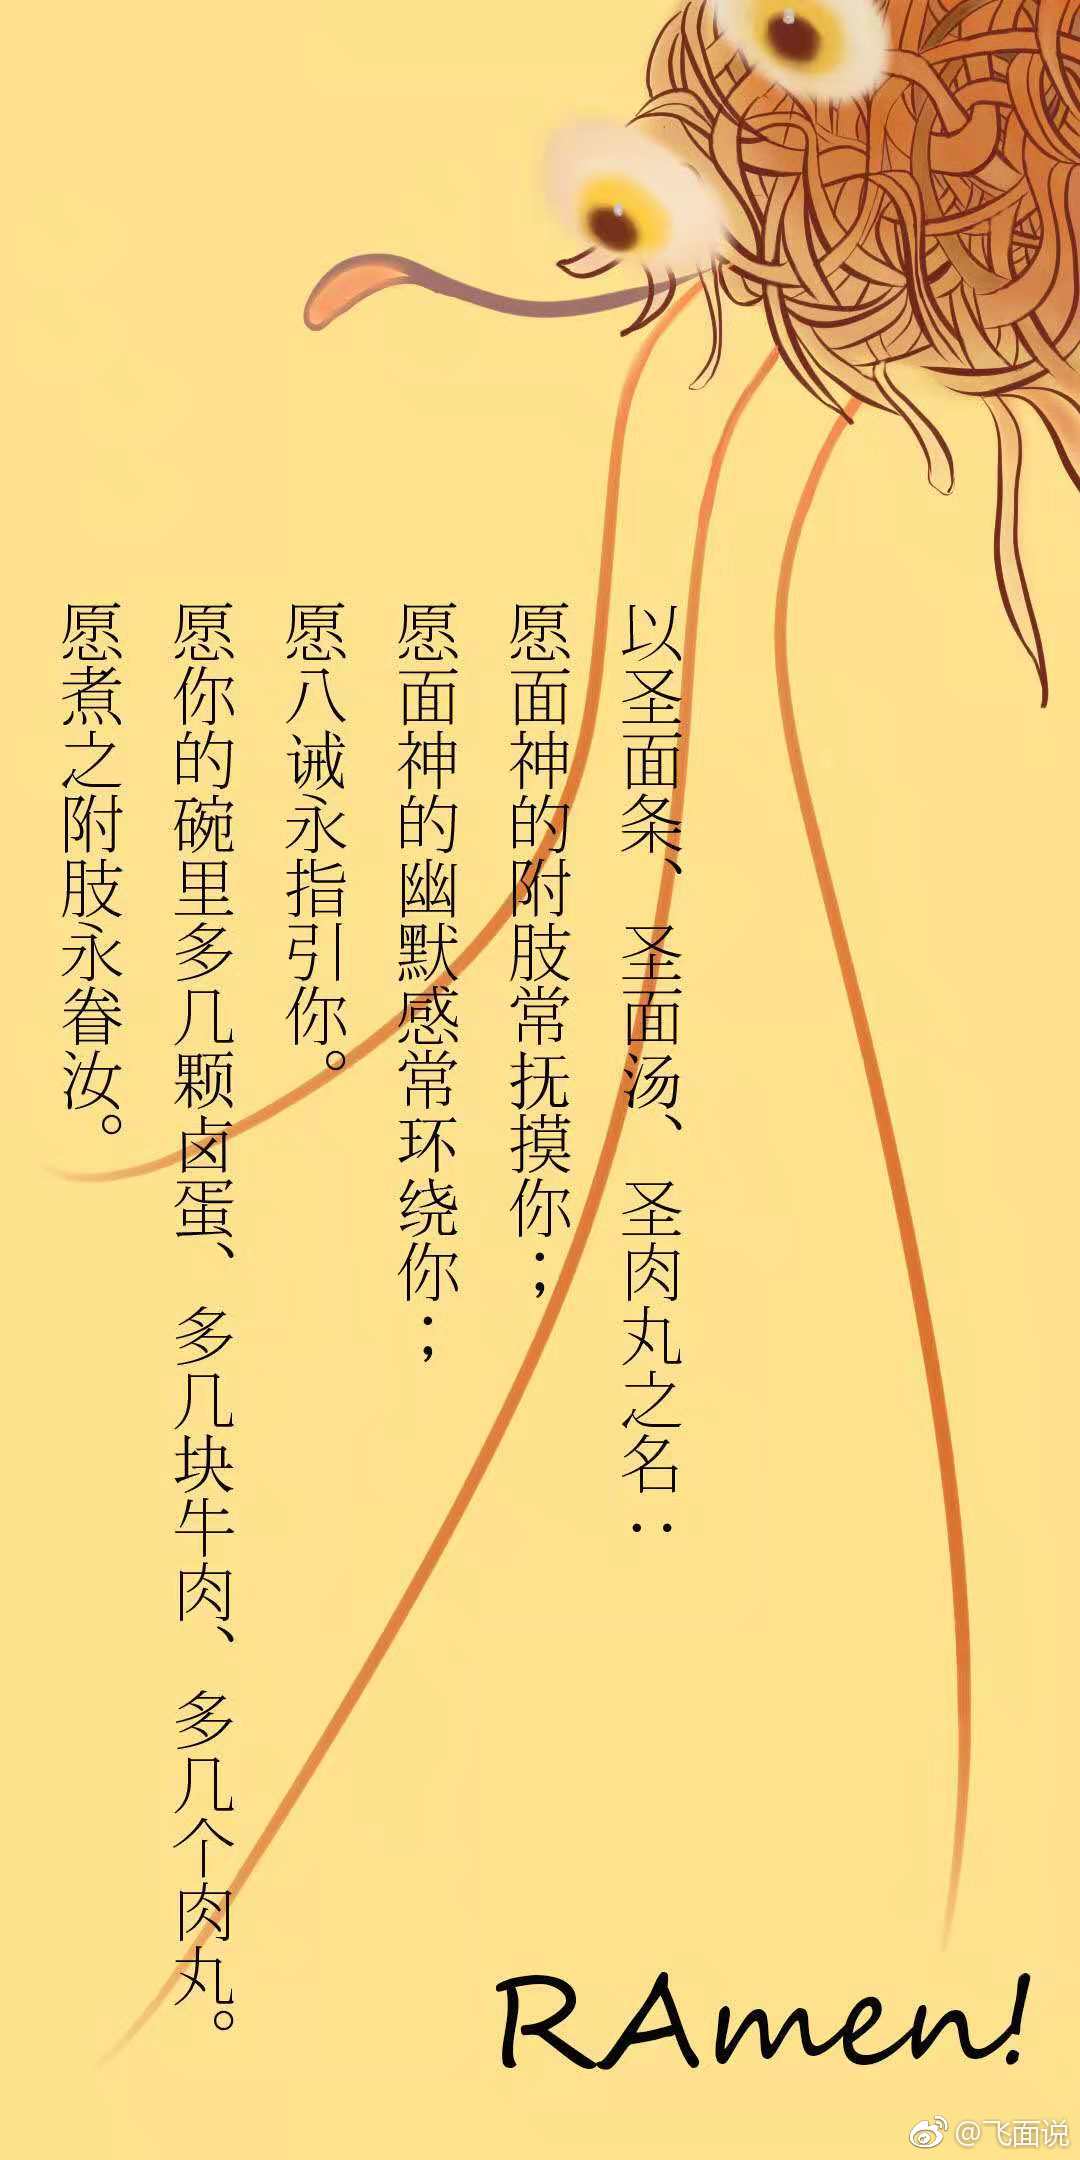 以圣面条、圣面汤、圣肉丸之名：
愿面神的附肢常抚摸你；
愿面神的幽默感常环绕你；
愿八诫永指引你。
愿你的碗里多几颗卤蛋、多几块牛肉、多几个肉丸。
愿煮之附肢永眷汝。
RAmen!
@飞面说